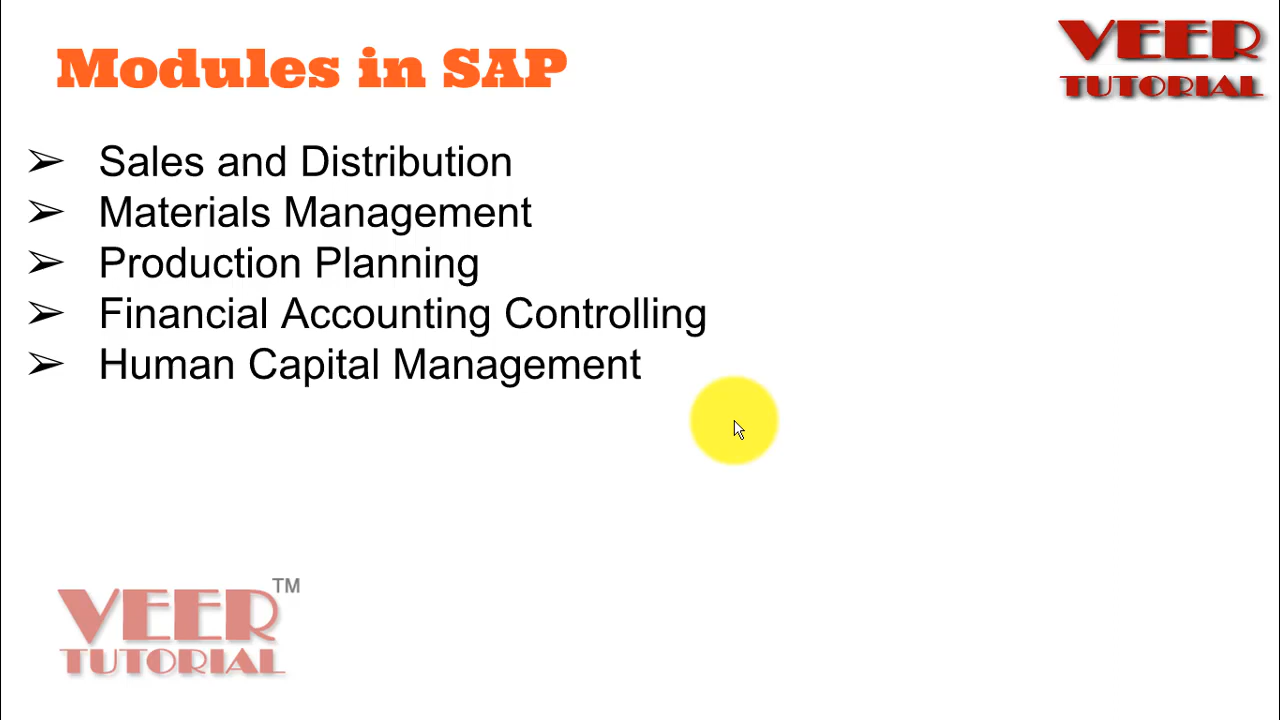 Modules in SAP
VEER
TUTORIAL
➢ Sales and Distribution
➢ Materials Management
➢ Production Planning
➢ Financial Accounting Controlling
➢ Human Capital Management
VEER™
TUTORIAL